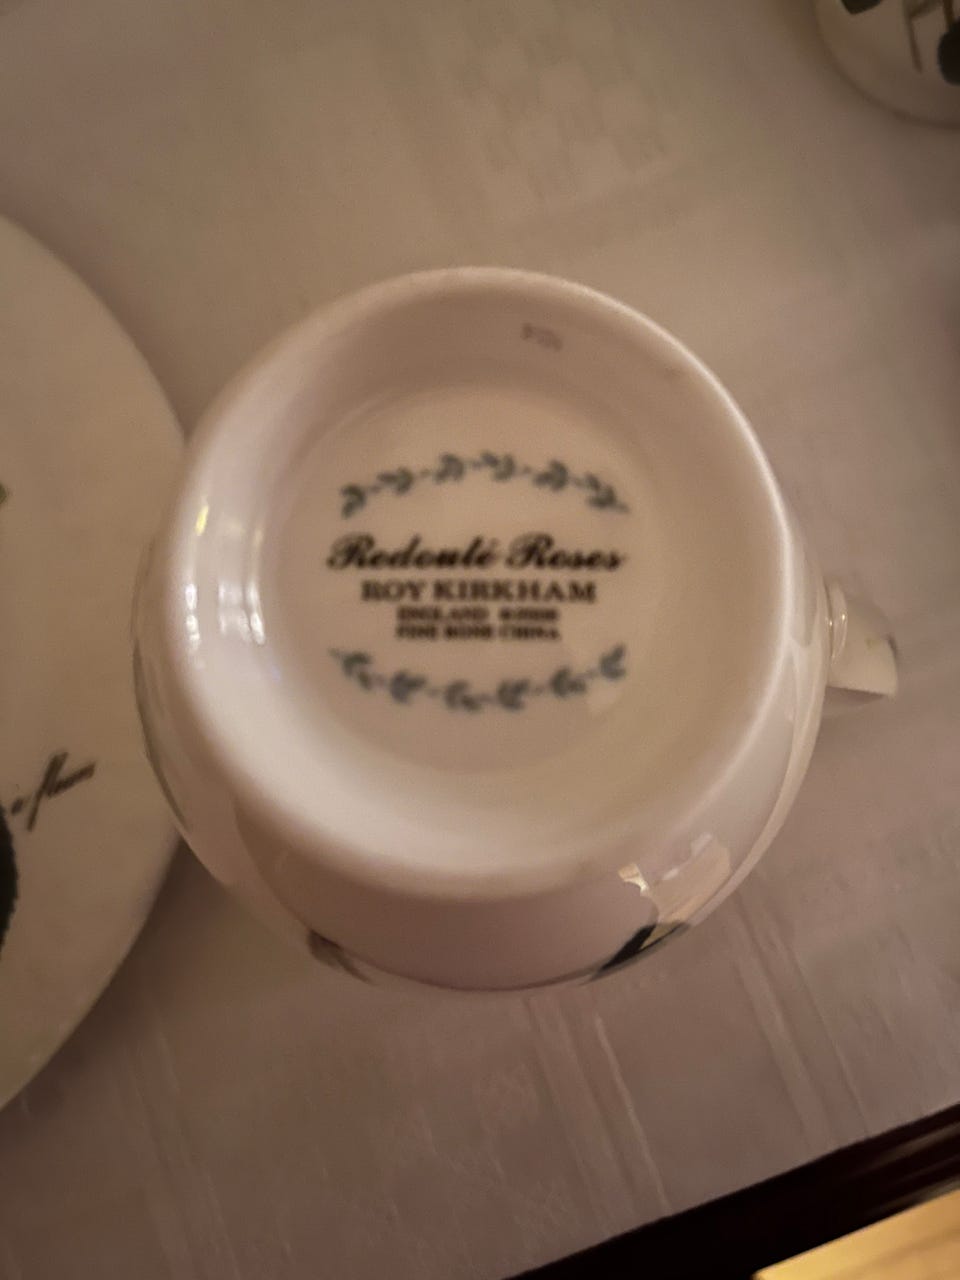 Redouté Roses
ROY KIRKHAM
ENGLAND
FINE BONE CHINA